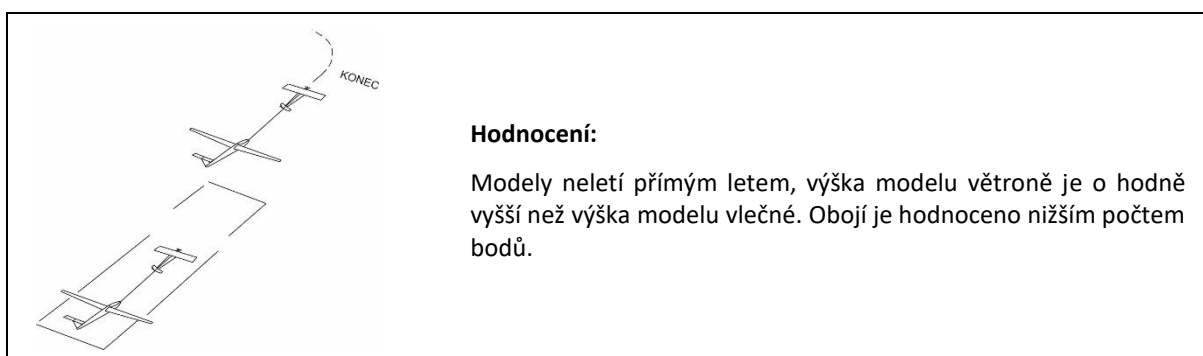 KONEC
Hodnocení:
Modely neletí přímým letem, výška modelu větroně je o hodně
vyšší než výška modelu vlečné. Obojí je hodnoceno nižším počtem
bodů.